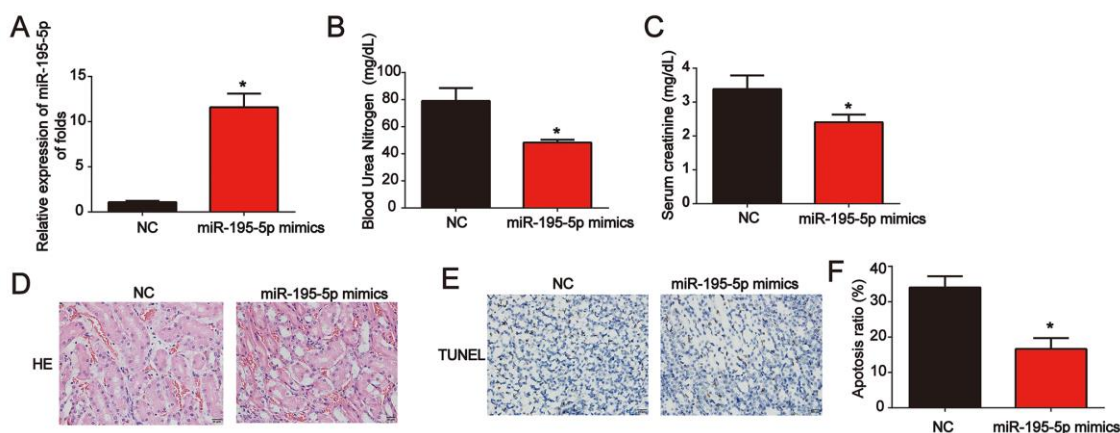 A
Relative expression of miR-195-5p
of folds
15
10
5
0
*
NC
miR-195-5p mimics
B
Blood Urea Nitrogen (mg/dL)
100
80
60
40
20
0
*
NC
miR-195-5p mimics
C
Serum creatinine (mg/dL)
4
3
2
1
0
*
NC
miR-195-5p mimics
D
NC
miR-195-5p mimics
HE
E
NC
miR-195-5p mimics
TUNEL
F
Apotosis ratio (%)
40
30
20
10
0
*
NC
miR-195-5p mimics